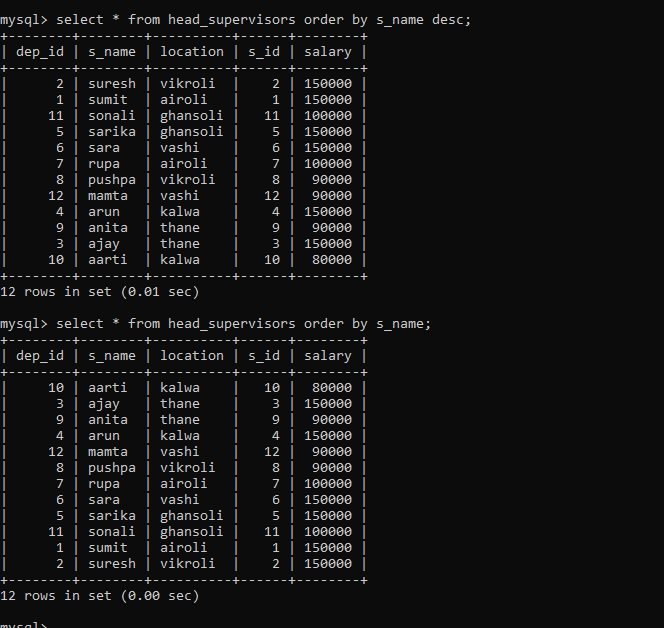 mysql> select * from head_supervisors order by s_name desc;
+--------+--------+----------+------+--------+
| dep_id | s_name | location | s_id | salary |
+--------+--------+----------+------+--------+
|      2 | suresh | vikroli  |    2 | 150000 |
|      1 | sumit  | airoli   |    1 | 150000 |
|     11 | sonali | ghansoli |   11 | 100000 |
|      5 | sarika | ghansoli |    5 | 150000 |
|      6 | sara   | vashi    |    6 | 150000 |
|      7 | rupa   | airoli   |    7 | 100000 |
|      8 | pushpa | vikroli  |    8 |  90000 |
|     12 | mamta  | vashi    |   12 |  90000 |
|      4 | arun   | kalwa    |    4 | 150000 |
|      9 | anita  | thane    |    9 |  90000 |
|      3 | ajay   | thane    |    3 | 150000 |
|     10 | aarti  | kalwa    |   10 |  80000 |
+--------+--------+----------+------+--------+
12 rows in set (0.01 sec)
mysql> select * from head_supervisors order by s_name;
+--------+--------+----------+------+--------+
| dep_id | s_name | location | s_id | salary |
+--------+--------+----------+------+--------+
|     10 | aarti  | kalwa    |   10 |  80000 |
|      3 | ajay   | thane    |    3 | 150000 |
|      9 | anita  | thane    |    9 |  90000 |
|      4 | arun   | kalwa    |    4 | 150000 |
|     12 | mamta  | vashi    |   12 |  90000 |
|      8 | pushpa | vikroli  |    8 |  90000 |
|      7 | rupa   | airoli   |    7 | 100000 |
|      6 | sara   | vashi    |    6 | 150000 |
|      5 | sarika | ghansoli |    5 | 150000 |
|     11 | sonali | ghansoli |   11 | 100000 |
|      1 | sumit  | airoli   |    1 | 150000 |
|      2 | suresh | vikroli  |    2 | 150000 |
+--------+--------+----------+------+--------+
12 rows in set (0.00 sec)
mysql>